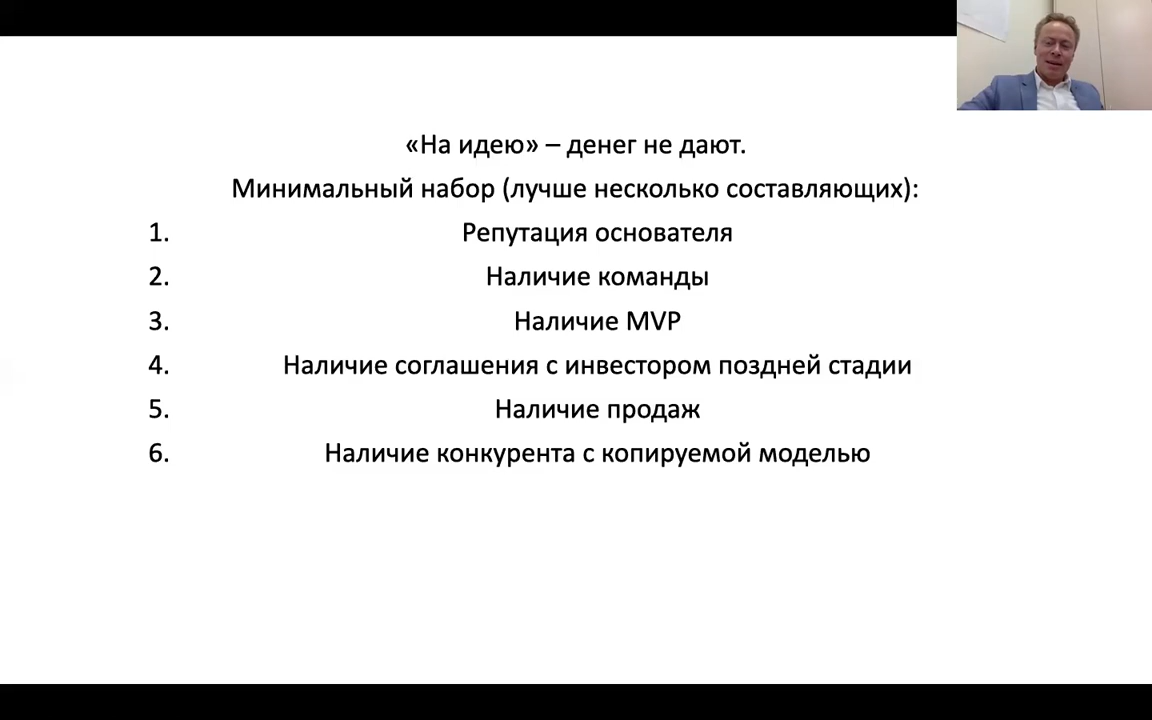 «На идею» – денег не дают.
Минимальный набор (лучше несколько составляющих):
1. Репутация основателя
2. Наличие команды
3. Наличие MVP
4. Наличие соглашения с инвестором поздней стадии
5. Наличие продаж
6. Наличие конкурента с копируемой моделью